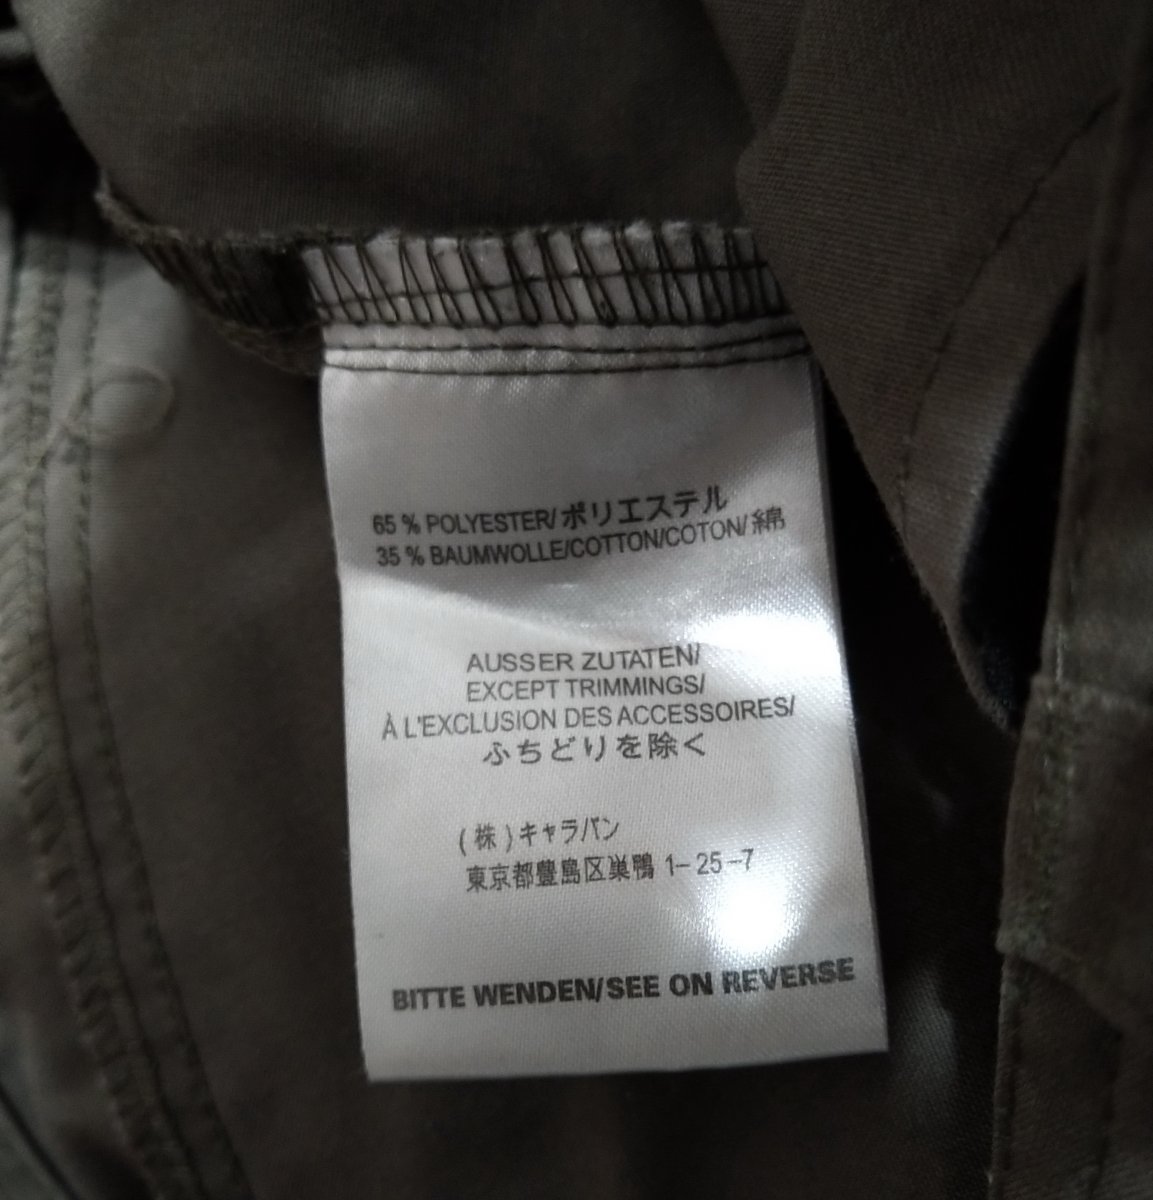 65 % POLYESTER/ポリエステル
35 % BAUMWOLLE/COTTON/COTON/綿
AUSSER ZUTATEN/
EXCEPT TRIMMINGS/
À L'EXCLUSION DES ACCESSOIRES/
ふちどりを除く
(株)キャラバン
東京都豊島区巣鴨 1-25-7
BITTE WENDEN/SEE ON REVERSE